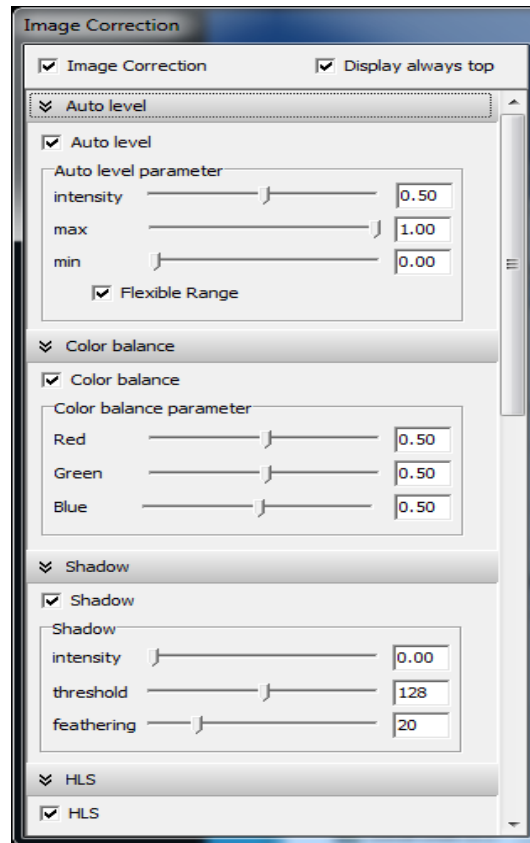 Image Correction
Image Correction Display always top
Auto level
Auto level
Auto level parameter
intensity 0.50
max 1.00
min 0.00
Flexible Range
Color balance
Color balance
Color balance parameter
Red 0.50
Green 0.50
Blue 0.50
Shadow
Shadow
Shadow
intensity 0.00
threshold 128
feathering 20
HLS
HLS